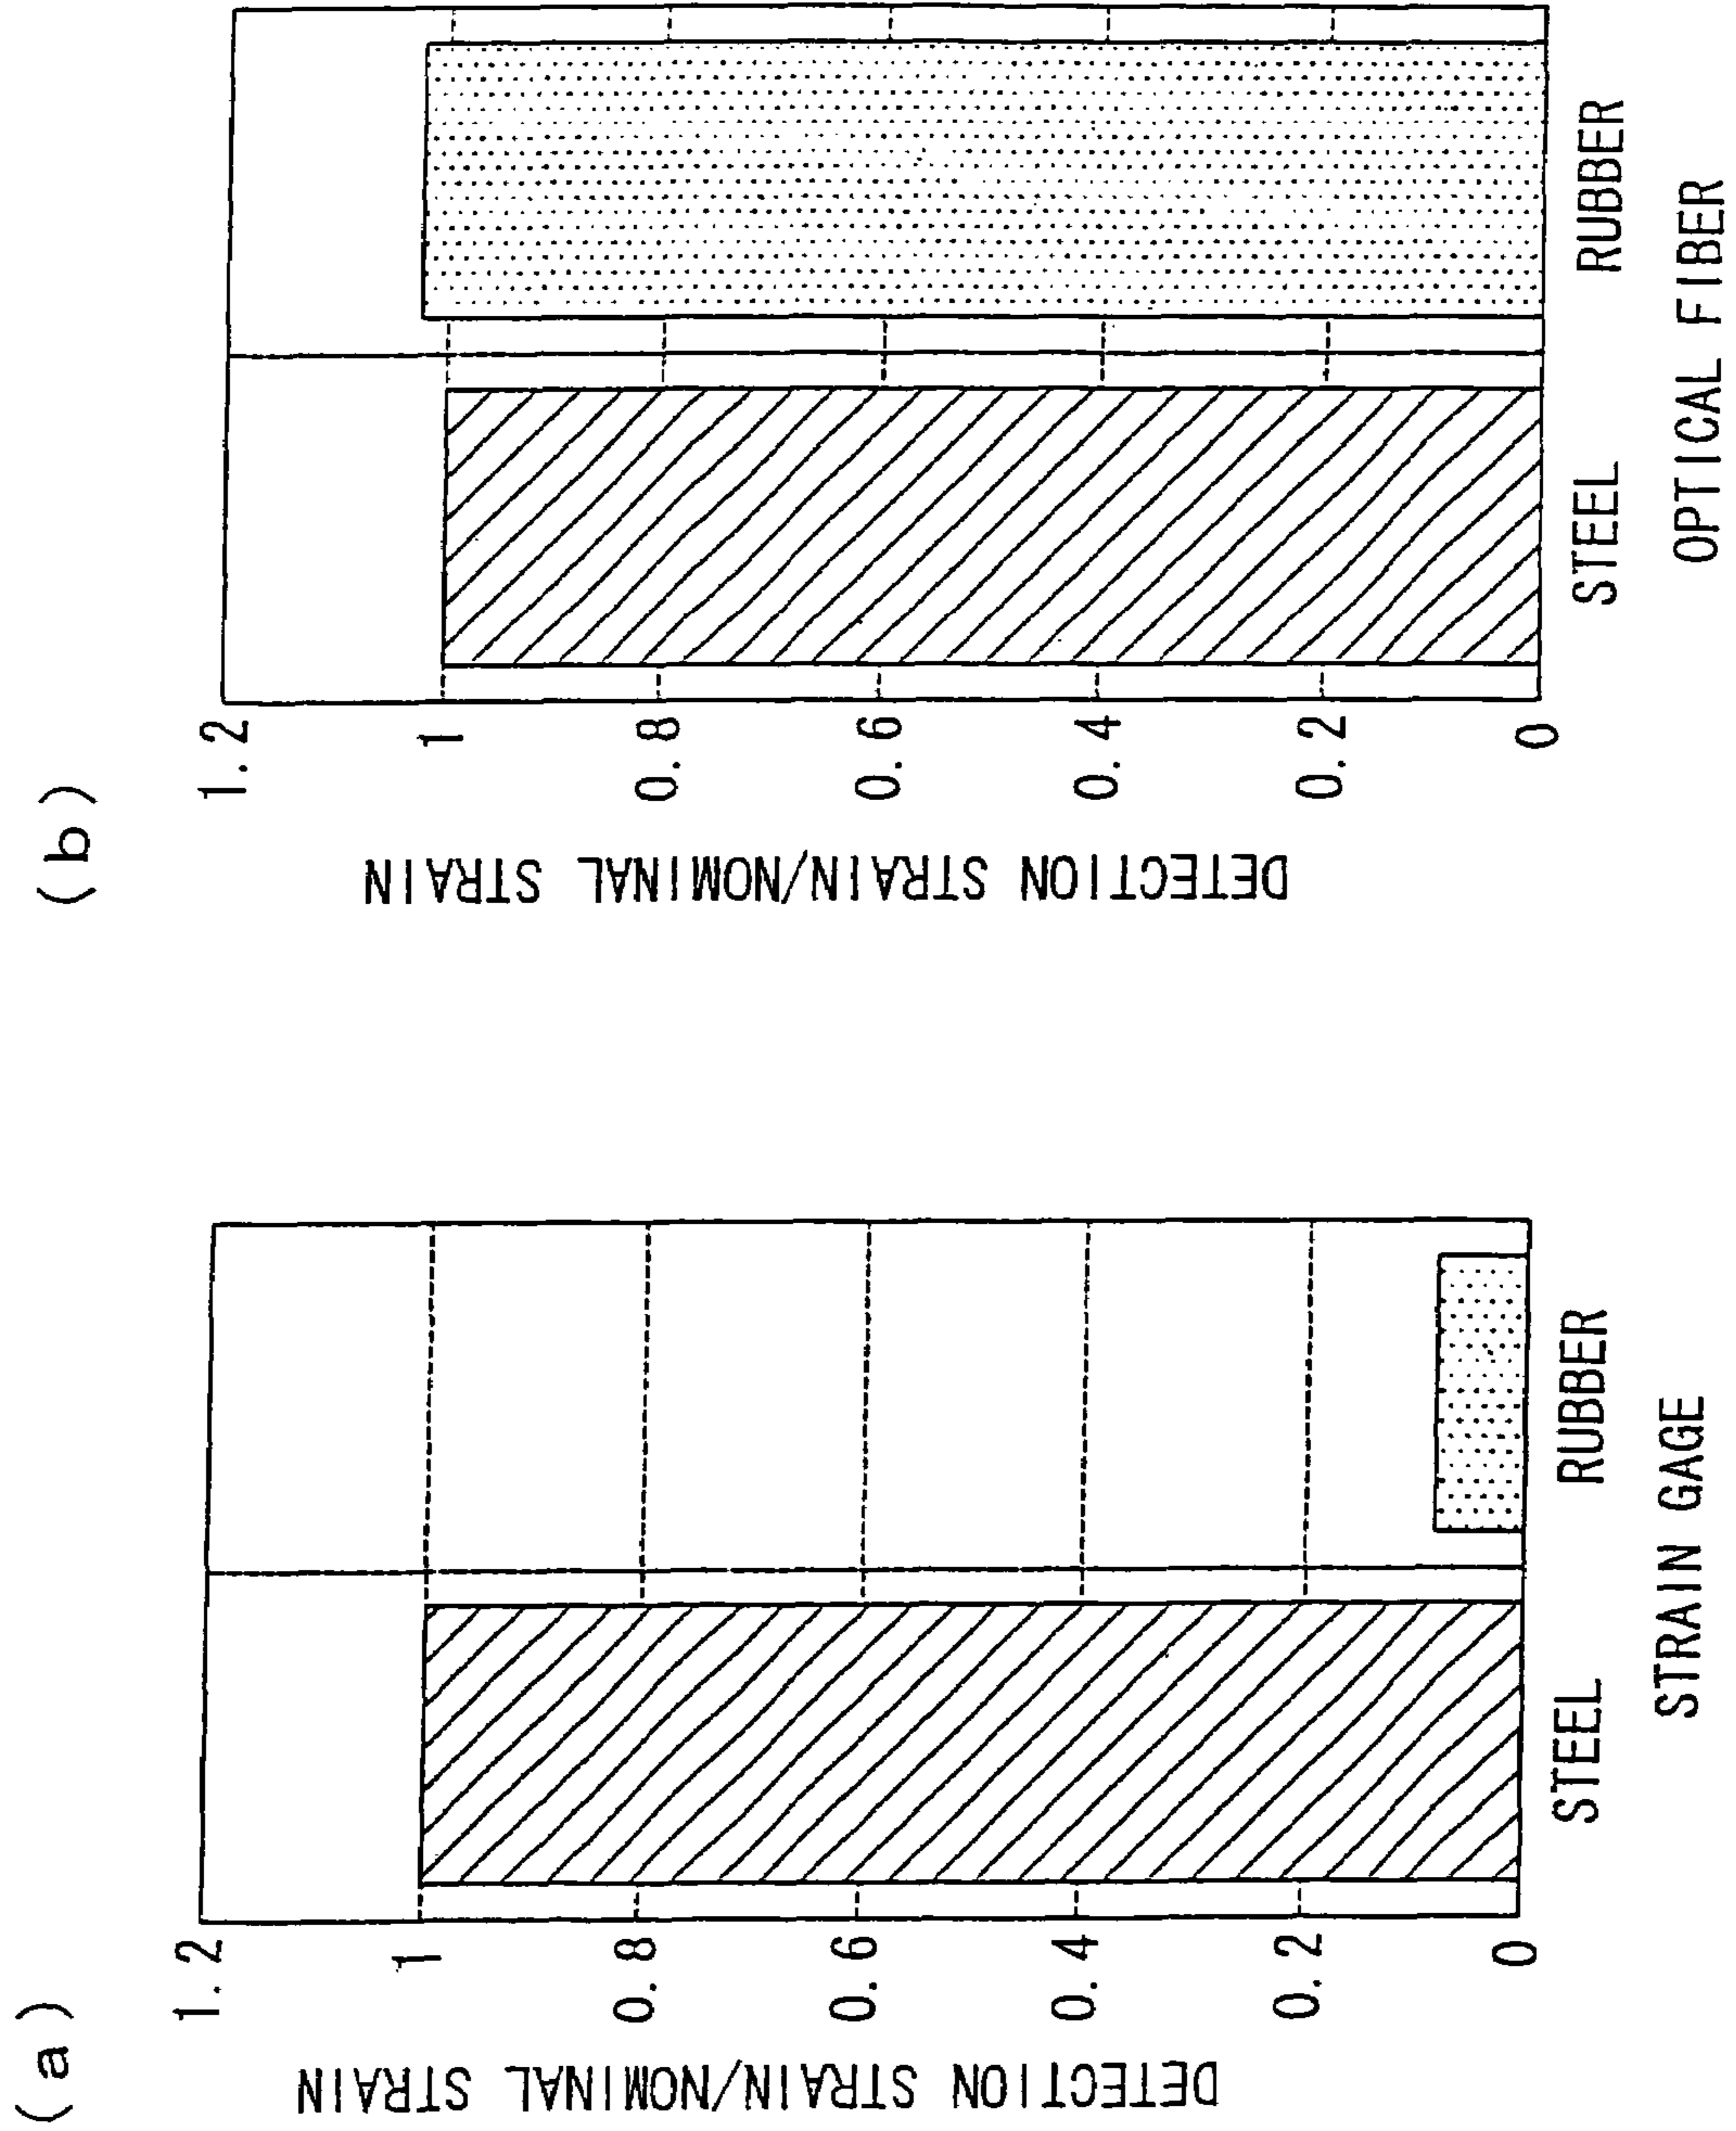 (a)
DETECTION STRAIN/NOMINAL STRAIN
1.2
1
0.8
0.6
0.4
0.2
0
STEEL RUBBER
STRAIN GAGE
(b)
DETECTION STRAIN/NOMINAL STRAIN
1.2
1
0.8
0.6
0.4
0.2
0
STEEL RUBBER
OPTICAL FIBER